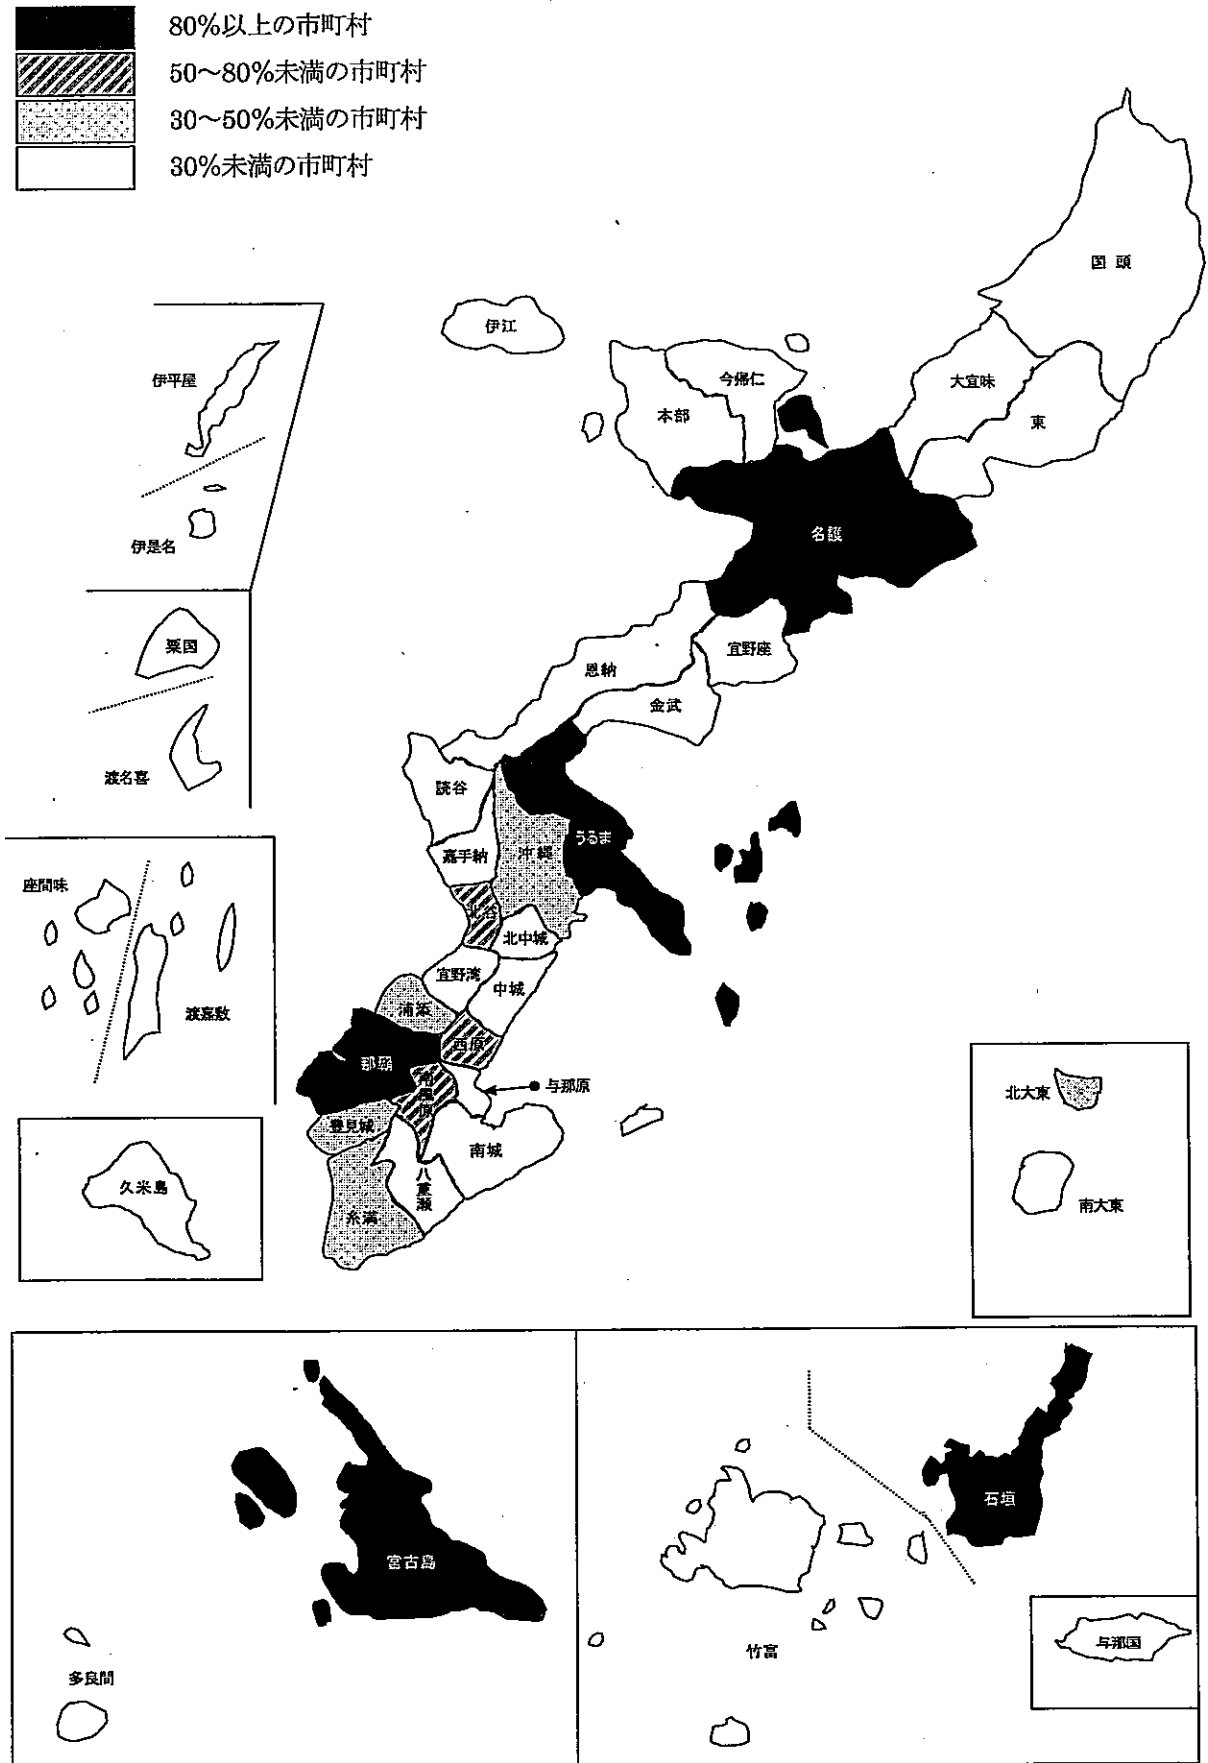 80%以上の市町村
50～80%未満の市町村
30～50%未満の市町村
30%未満の市町村
国頭
伊江
伊平屋
今帰仁
大宜味
本部
東
名護
伊是名
粟国
宜野座
恩納
金武
渡名喜
読谷
うるま
嘉手納
沖縄
座間味
北谷
北中城
宜野湾
中城
渡嘉敷
浦添
西原
那覇
南風原
与那原
北大東
豊見城
南城
久米島
八重瀬
南大東
糸満
石垣
宮古島
与那国
竹富
多良間